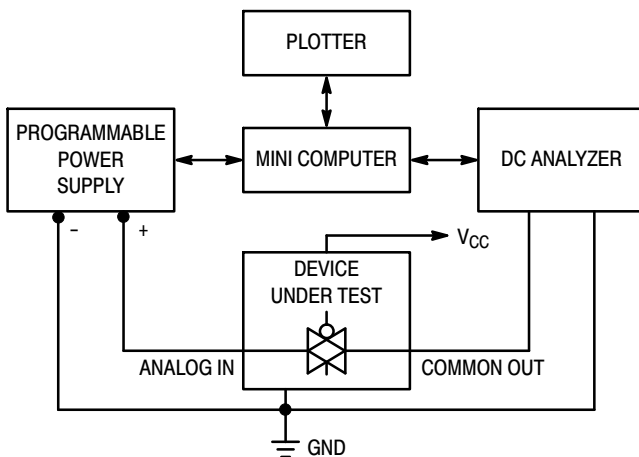 PLOTTER
PROGRAMMABLE
POWER
SUPPLY
MINI COMPUTER
DC ANALYZER
– +
VCC
DEVICE
UNDER TEST
ANALOG IN
COMMON OUT
GND